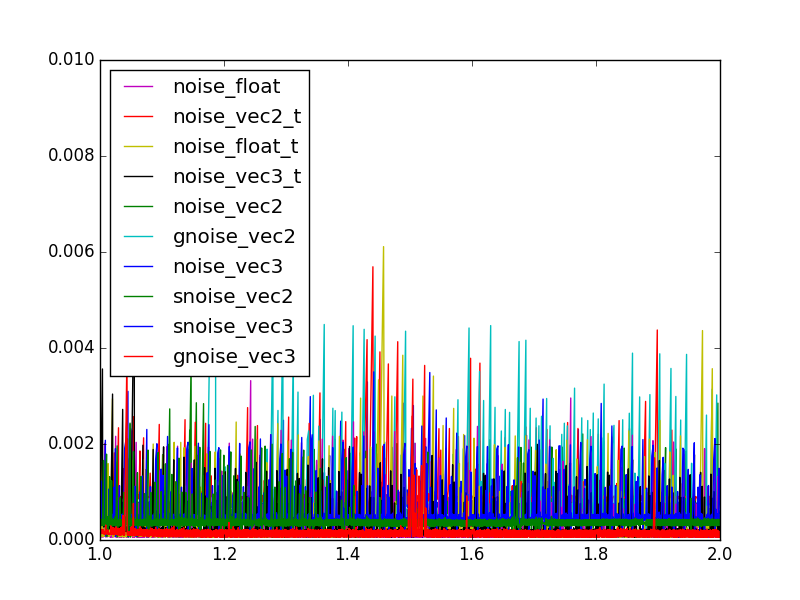 0.010
0.008
0.006
0.004
0.002
0.000
noise_float
noise_vec2_t
noise_float_t
noise_vec3_t
noise_vec2
gnoise_vec2
noise_vec3
snoise_vec2
snoise_vec3
gnoise_vec3
1.0 1.2 1.4 1.6 1.8 2.0